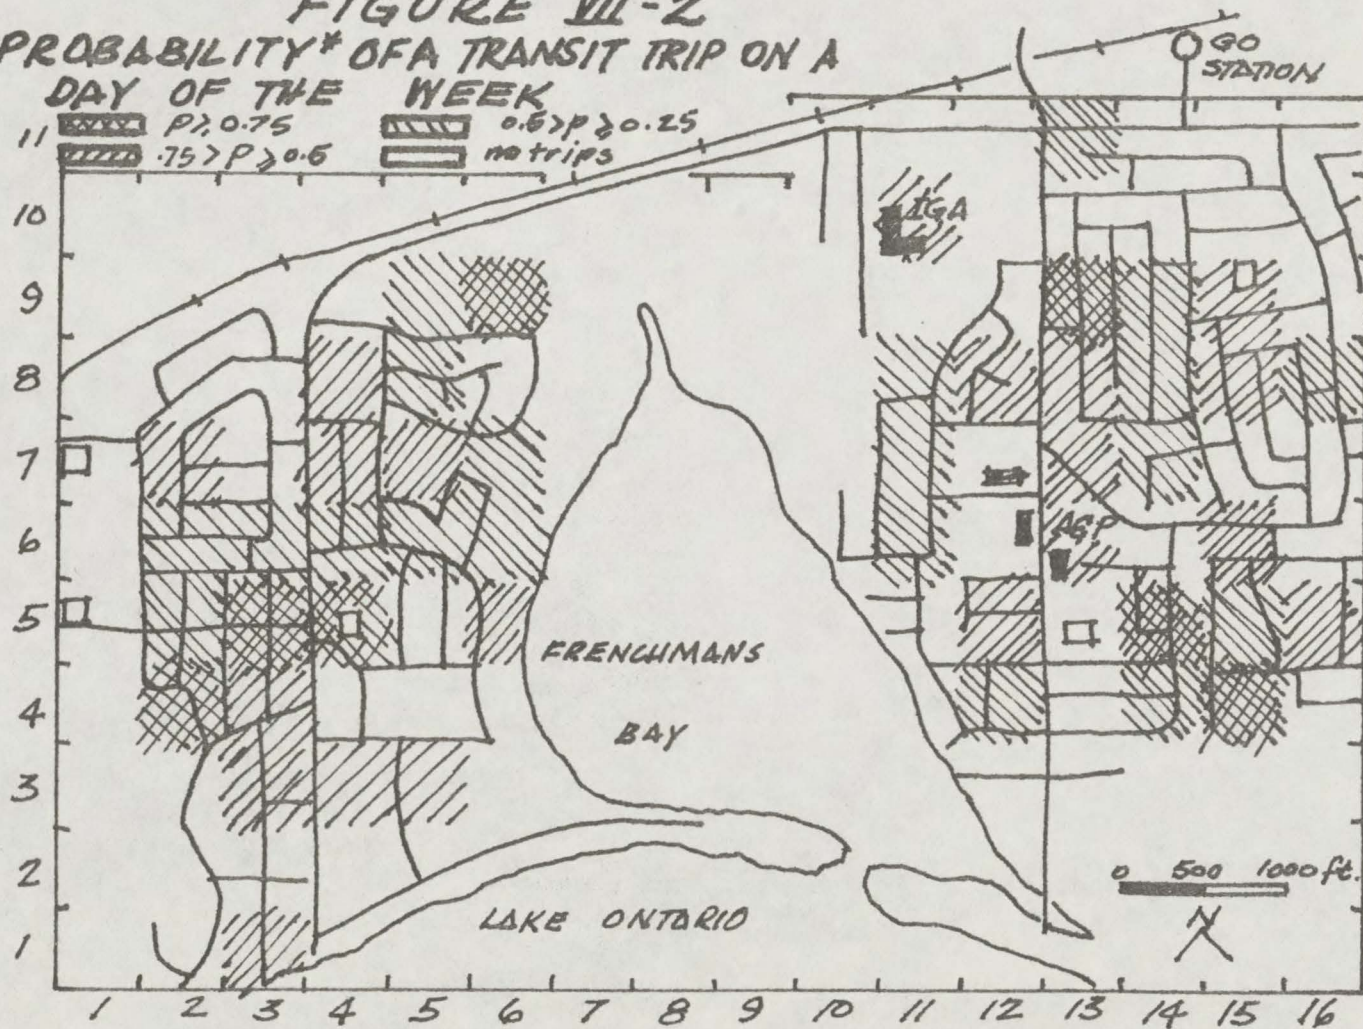 FIGURE VII-2
PROBABILITY* OF A TRANSIT TRIP ON A
DAY OF THE WEEK
P≥0.75
0.5>p≥0.25
.75>P≥0.5
no trips
GO
STATION
IGA
AGP
FRENCHMANS
BAY
LAKE ONTARIO
0 500 1000 ft.
N
11
10
9
8
7
6
5
4
3
2
1
1 2 3 4 5 6 7 8 9 10 11 12 13 14 15 16